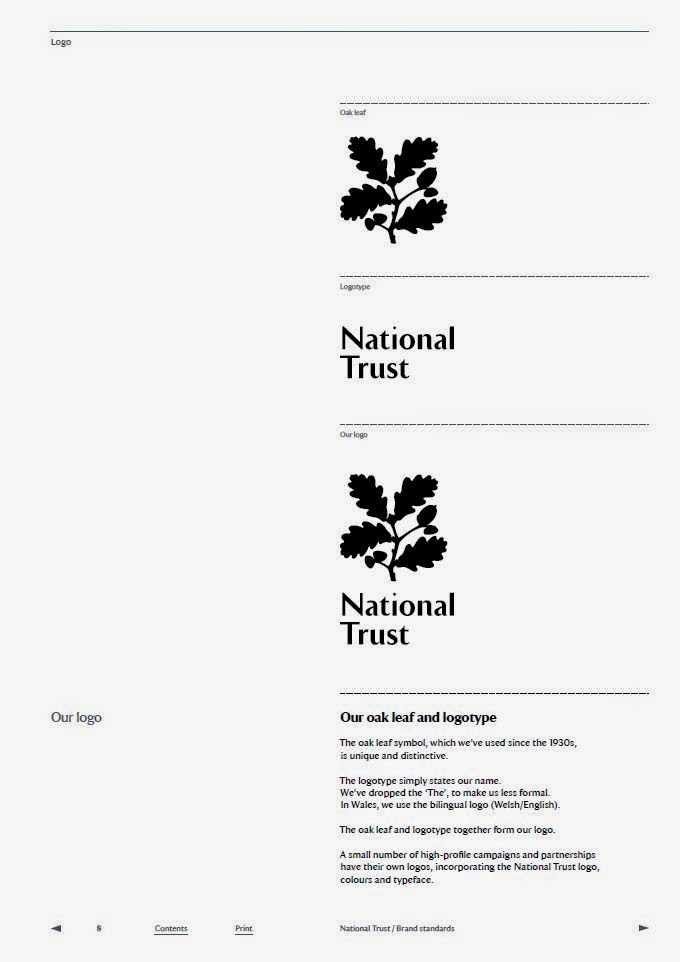 Logo
Oak leaf
Logotype
National
Trust
Our logo
National
Trust
Our logo
Our oak leaf and logotype
The oak leaf symbol, which we've used since the 1930s,
is unique and distinctive.
The logotype simply states our name.
We've dropped the 'The', to make us less formal.
In Wales, we use the bilingual logo (Welsh/English).
The oak leaf and logotype together form our logo.
A small number of high-profile campaigns and partnerships
have their own logos, incorporating the National Trust logo,
colours and typeface.
8 Contents Print National Trust / Brand standards